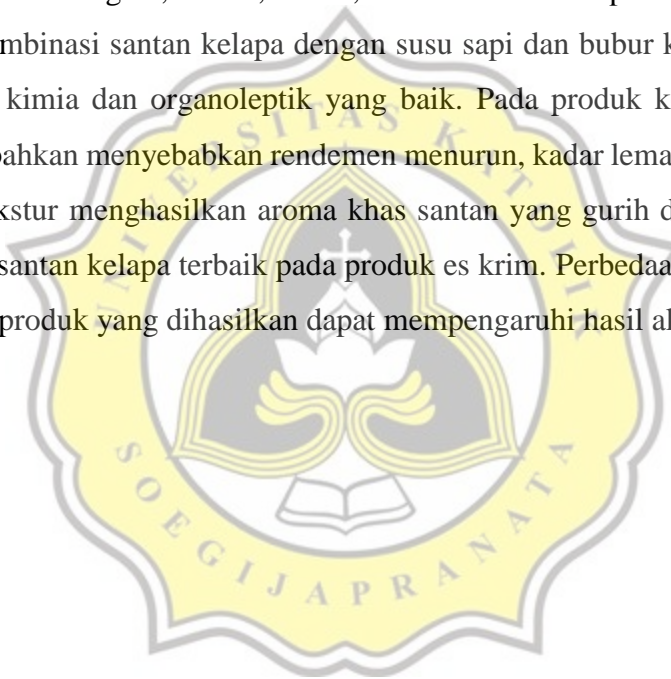 mbinasi santan kelapa dengan susu sapi dan bubur k
kimia dan organoleptik yang baik. Pada produk k
bahkan menyebabkan rendemen menurun, kadar lema
kstur menghasilkan aroma khas santan yang gurih d
santan kelapa terbaik pada produk es krim. Perbedaa
produk yang dihasilkan dapat mempengaruhi hasil a
UNIVERSITAS KATOLIK
SOEGIJAPRANATA